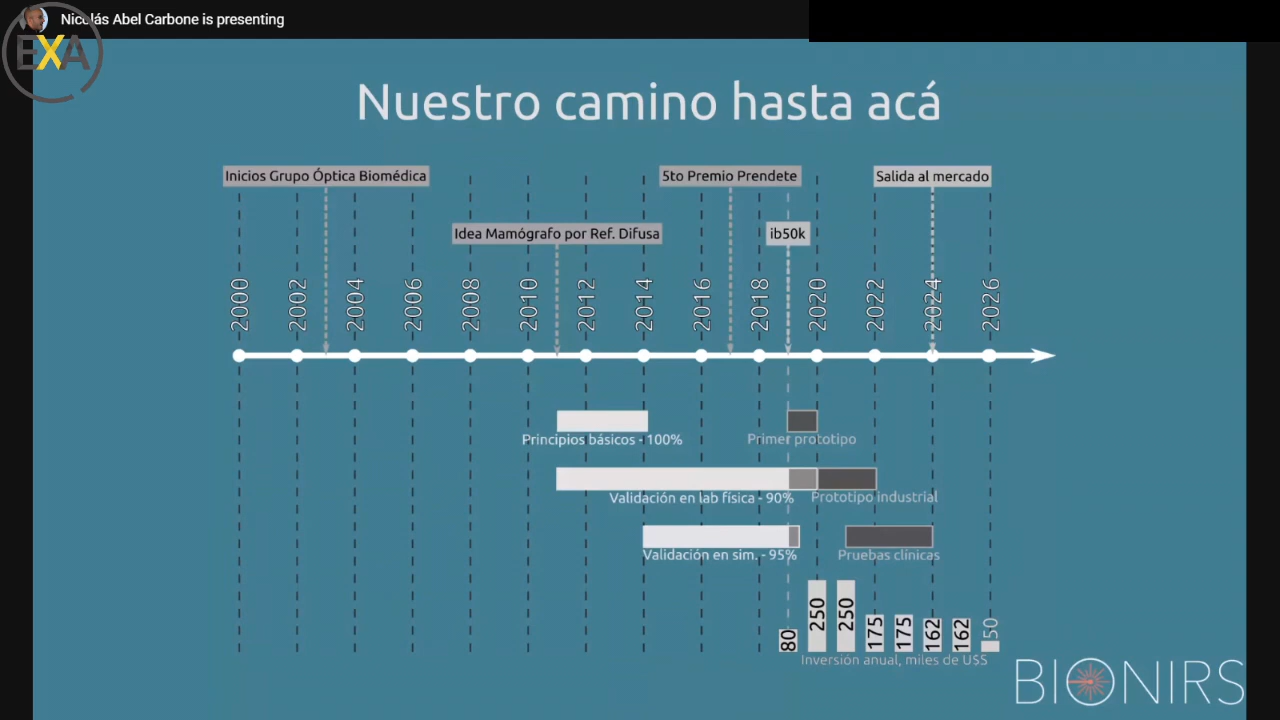 Nicolás Abel Carbone is presenting
EXA
Nuestro camino hasta acá
Inicios Grupo Óptica Biomédica
5to Premio Prendete
Salida al mercado
Idea Mamógrafo por Ref. Difusa
ib50k
2000
2002
2004
2006
2008
2010
2012
2014
2016
2018
2020
2022
2024
2026
Principios básicos - 100%
Primer prototipo
Validación en lab física - 90%
Prototipo industrial
Validación en sim. - 95%
Pruebas clínicas
80
250
250
175
175
162
162
50
Inversión anual, miles de U$S
BIONIRS